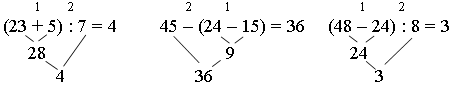 1 2 2 1 1 2
(23 + 5) : 7 = 4 45 − (24 − 15) = 36 (48 − 24) : 8 = 3
28 9 24
4 36 3